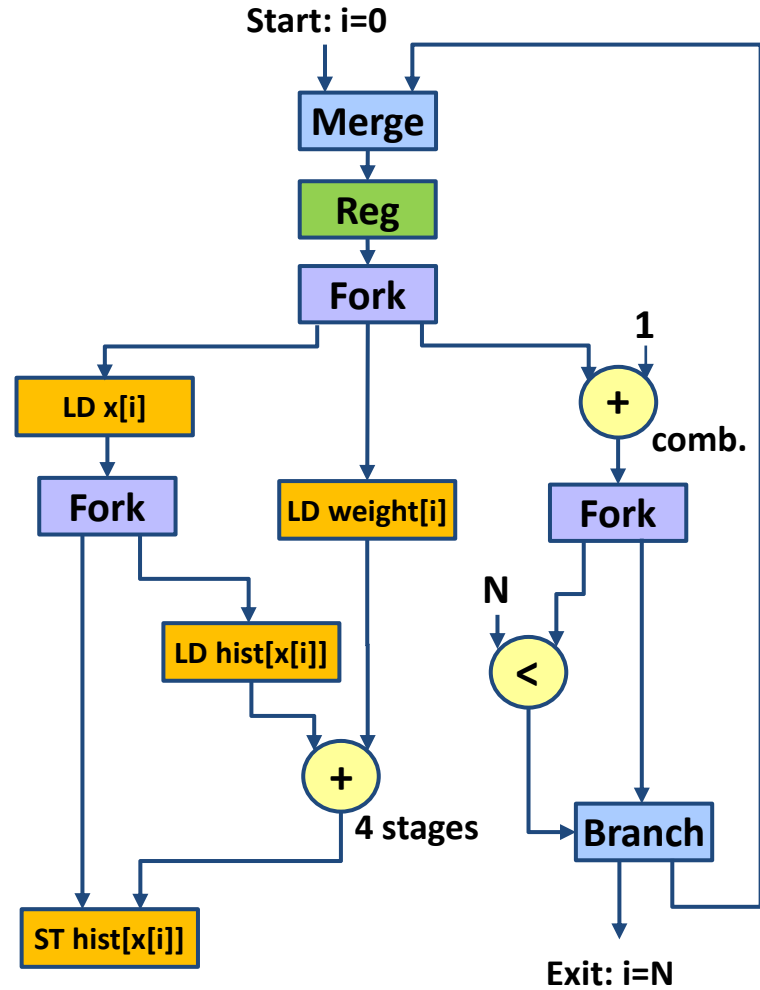 Start: i=0
Merge
Reg
Fork
1
LD x[i]
+
comb.
Fork
LD weight[i]
Fork
N
LD hist[x[i]]
<
+
4 stages
Branch
ST hist[x[i]]
Exit: i=N